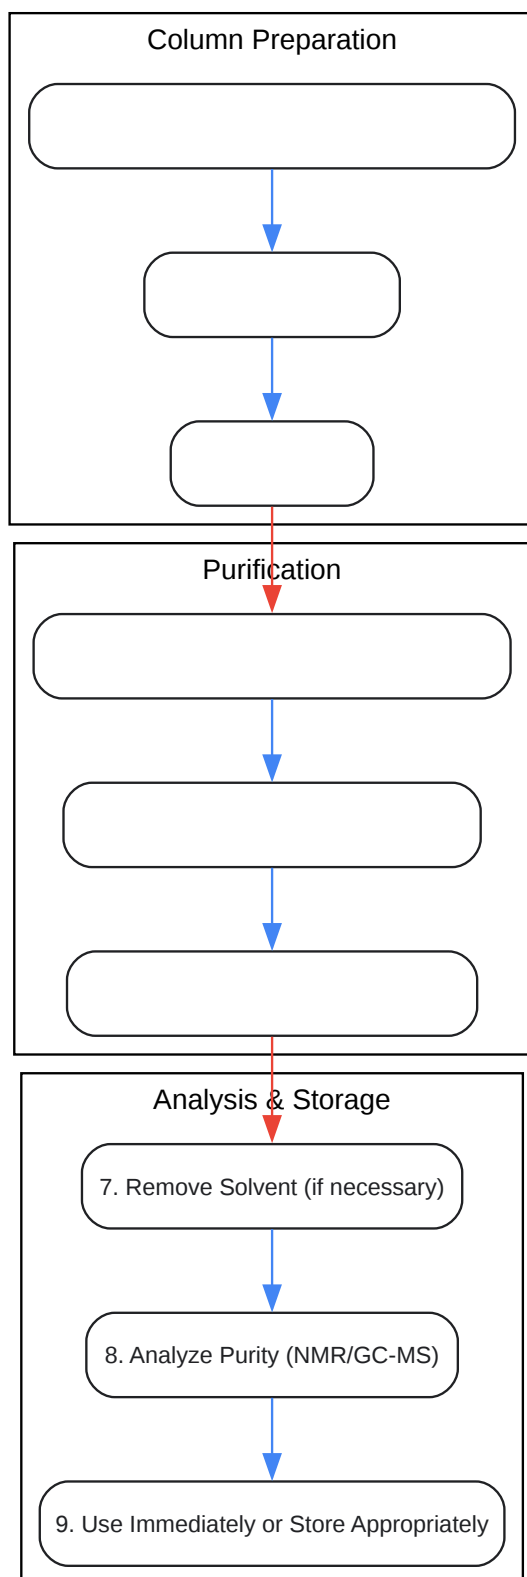 Column Preparation
Purification
Analysis & Storage
7. Remove Solvent (if necessary)
8. Analyze Purity (NMR/GC-MS)
9. Use Immediately or Store Appropriately